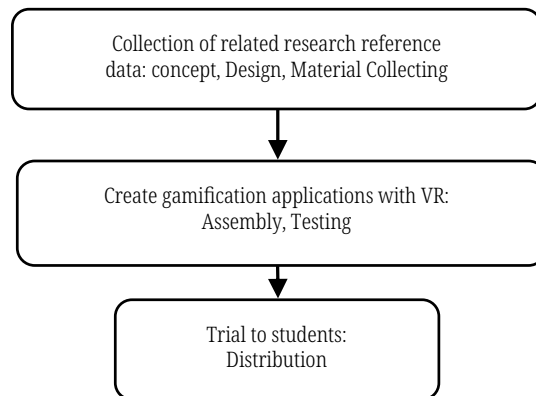 Collection of related research reference
data: concept, Design, Material Collecting
Create gamification applications with VR:
Assembly, Testing
Trial to students:
Distribution